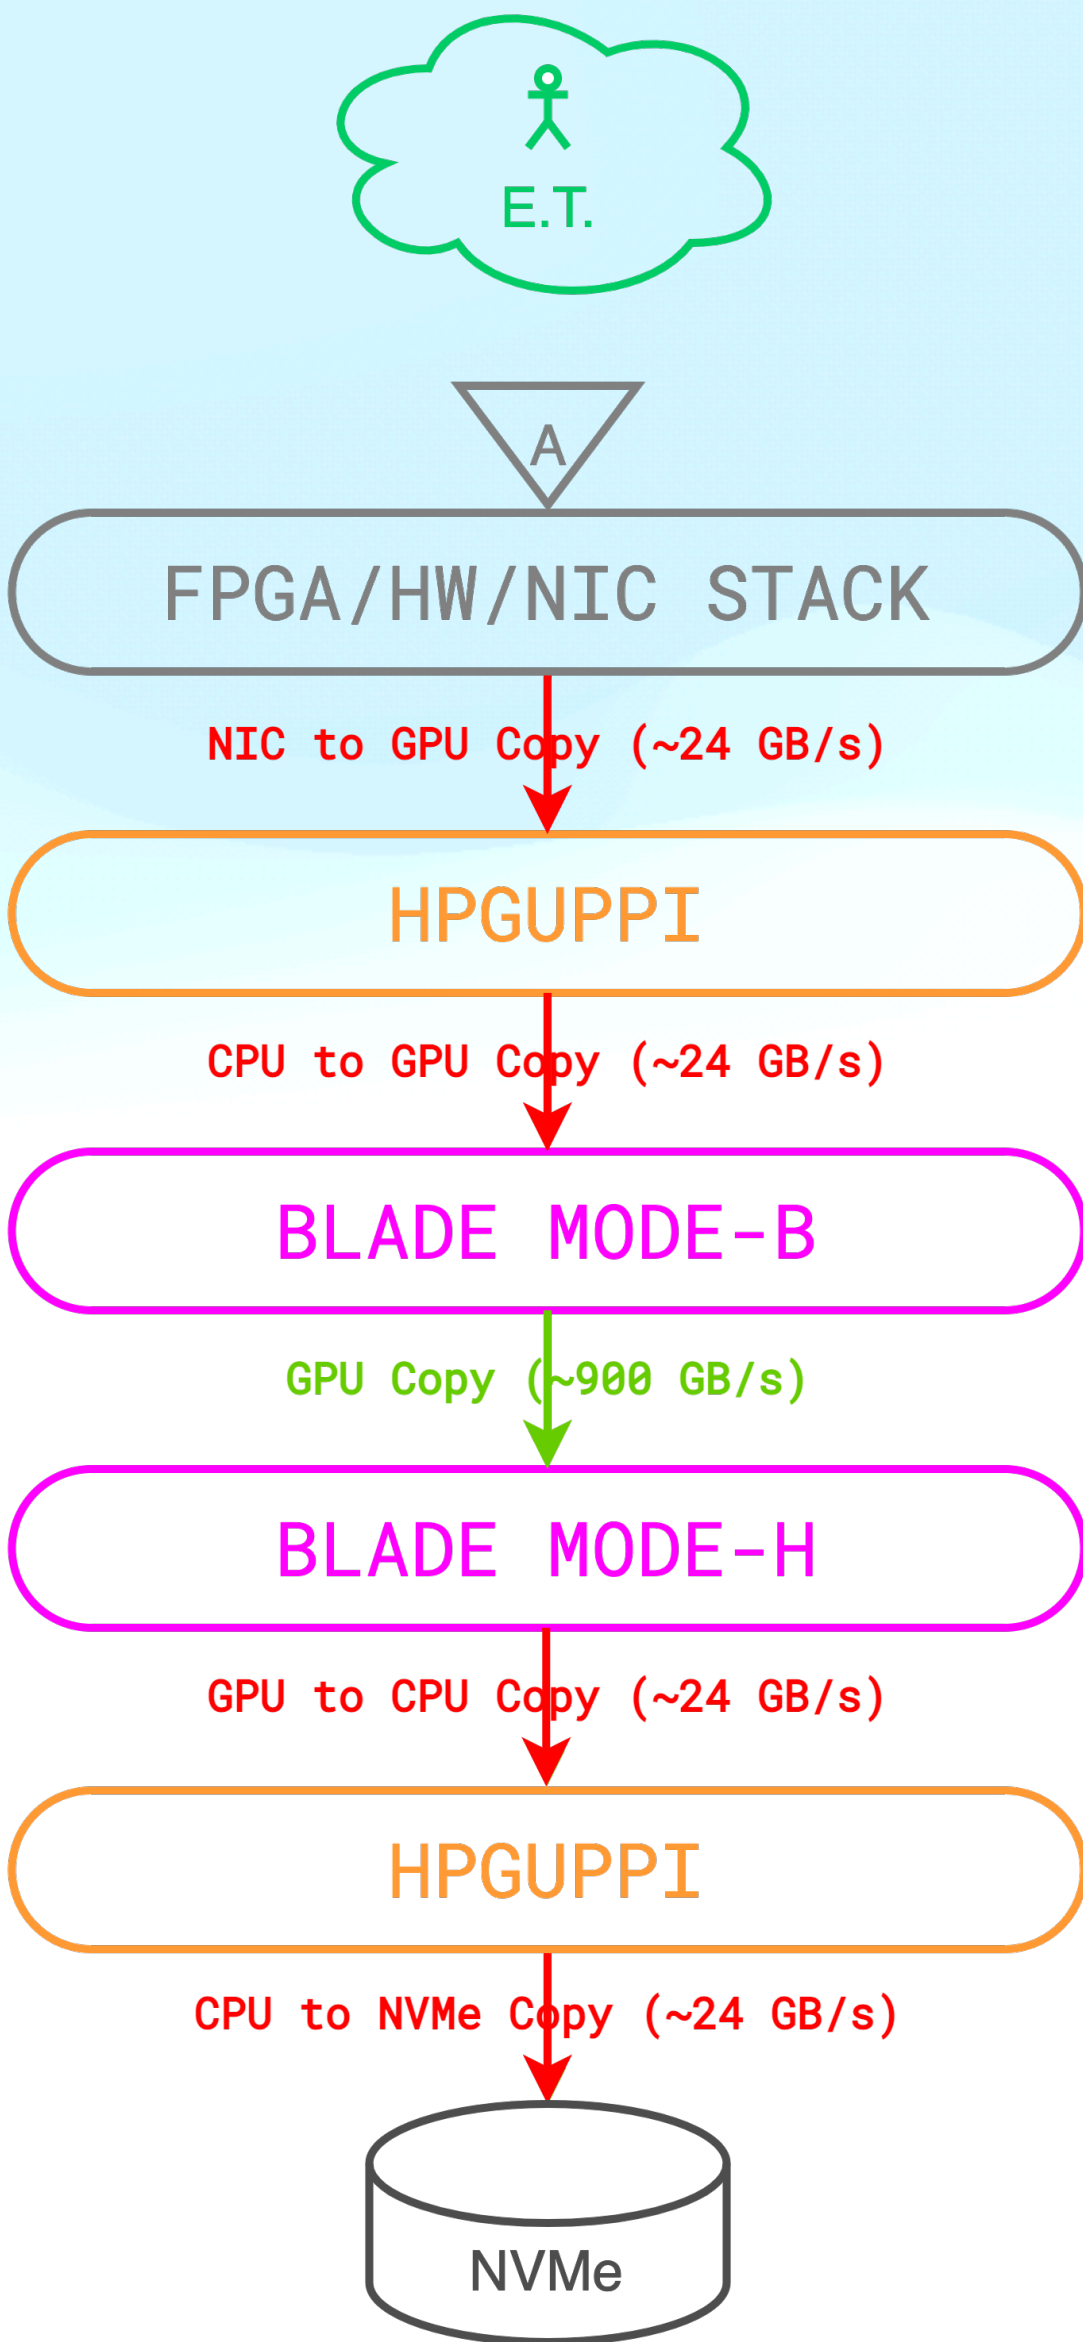 E.T.
A
FPGA/HW/NIC STACK
NIC to GPU Copy (~24 GB/s)
HPGUPPI
CPU to GPU Copy (~24 GB/s)
BLADE MODE-B
GPU Copy (~900 GB/s)
BLADE MODE-H
GPU to CPU Copy (~24 GB/s)
HPGUPPI
CPU to NVMe Copy (~24 GB/s)
NVMe